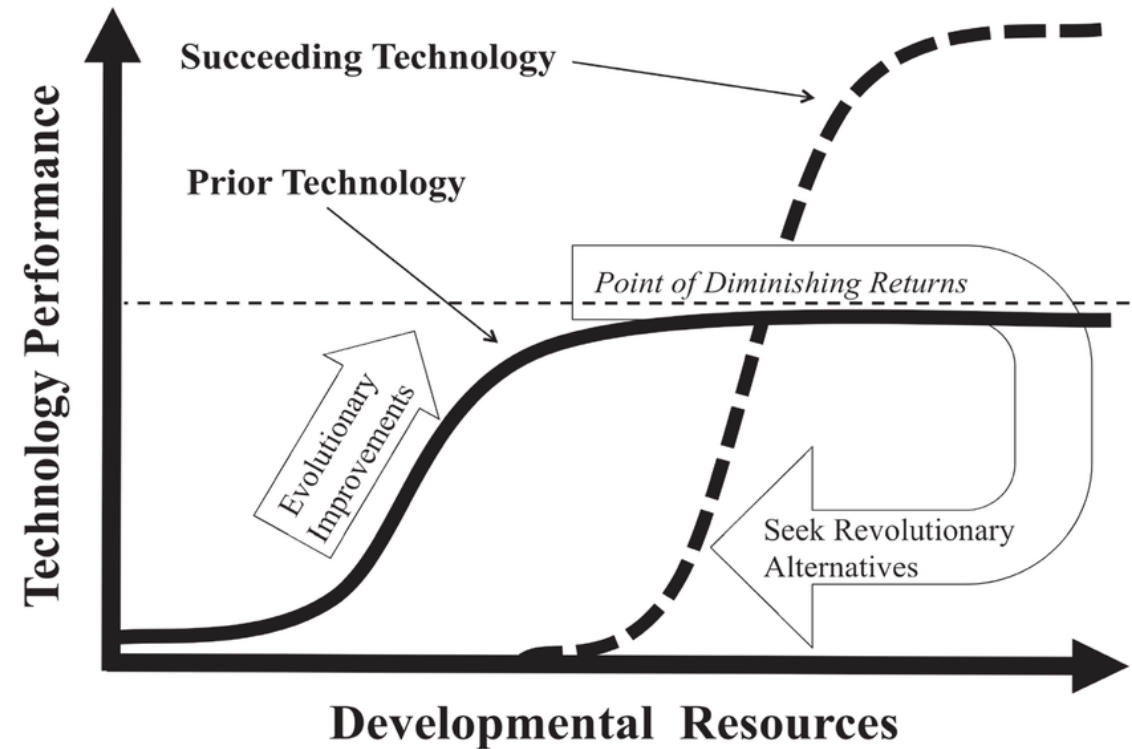 Succeeding Technology
Prior Technology
Technology Performance
Point of Diminishing Returns
Evolutionary
Improvements
Seek Revolutionary
Alternatives
Developmental Resources